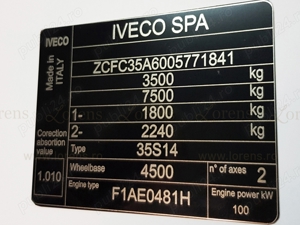 IVECO
IVECO SPA
Made in
ITALY
ZCFC35A6005771841
3500 kg
7500 kg
1- 1800 kg
2- 2240 kg
Corection
absortion
value
Type 35S14
1.010
Wheelbase 4500 n° of axes 2
Engine type F1AE0481H Engine power kW
100